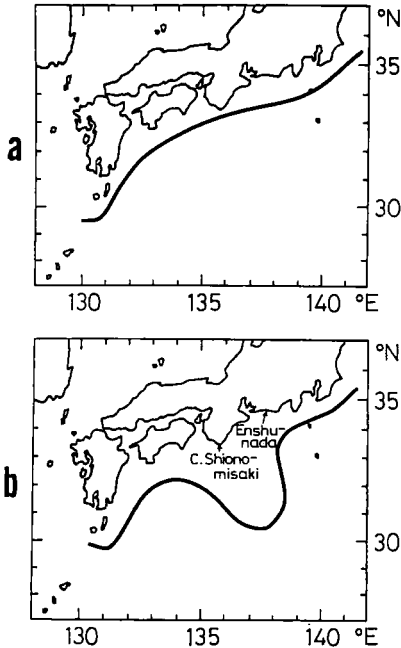 °N
35
a
30
130 135 140 °E
°N
35
Enshu-
nada
C.Shiono-
misaki
b
30
130 135 140 °E